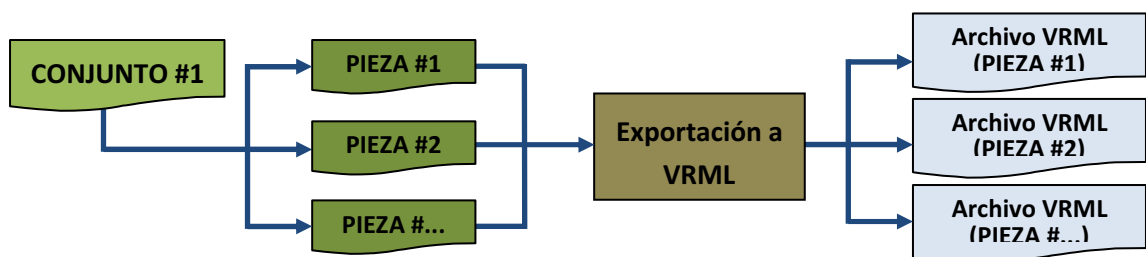 CONJUNTO #1
PIEZA #1
PIEZA #2
PIEZA #...
Exportación a
VRML
Archivo VRML
(PIEZA #1)
Archivo VRML
(PIEZA #2)
Archivo VRML
(PIEZA #...)